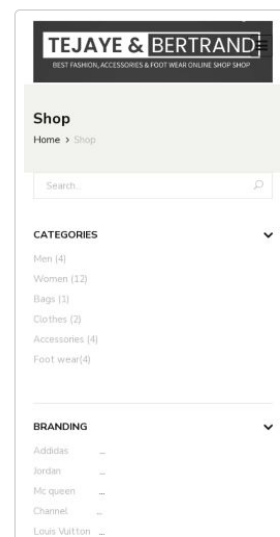 TEJAYE & BERTRAND
BEST FASHION, ACCESSORIES & FOOT WEAR ONLINE SHOP SHOP
Shop
Home > Shop
Search..
CATEGORIES
Men (4)
Women (12)
Bags (1)
Clothes (2)
Accessories (4)
Foot wear(4)
BRANDING
Addidas _
Jordan _
Mc queen _
Channel _
Louis Vuitton _